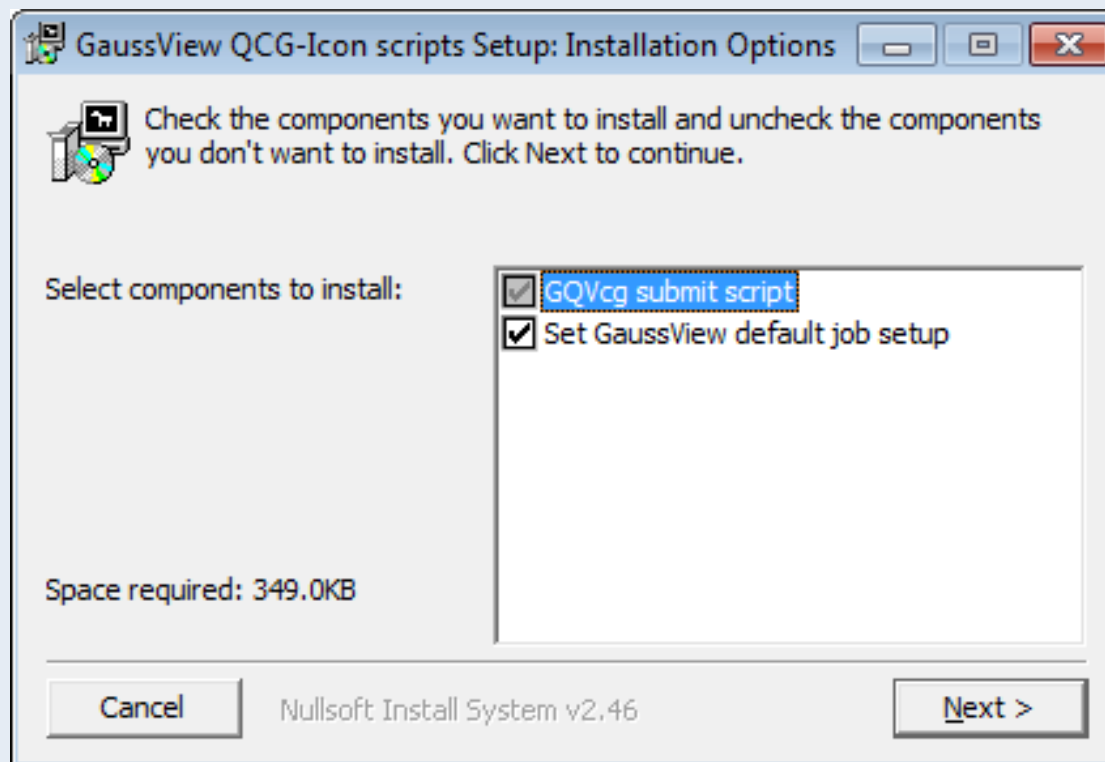 GaussView QCG-Icon scripts Setup: Installation Options
Check the components you want to install and uncheck the components
you don't want to install. Click Next to continue.
Select components to install:
GQVcg submit script
Set GaussView default job setup
Space required: 349.0KB
Cancel
Nullsoft Install System v2.46
Next >